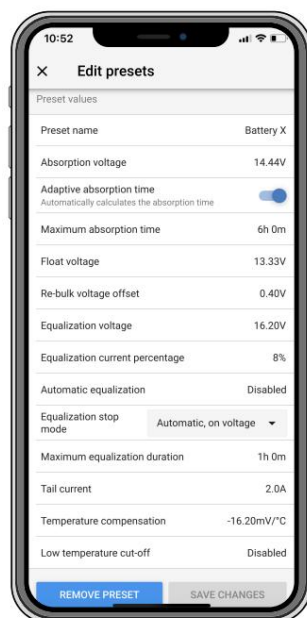 10:52
× Edit presets
Preset values
Preset name Battery X
Absorption voltage 14.44V
Adaptive absorption time
Automatically calculates the absorption time
Maximum absorption time 6h 0m
Float voltage 13.33V
Re-bulk voltage offset 0.40V
Equalization voltage 16.20V
Equalization current percentage 8%
Automatic equalization Disabled
Equalization stop mode Automatic, on voltage
Maximum equalization duration 1h 0m
Tail current 2.0A
Temperature compensation -16.20mV/°C
Low temperature cut-off Disabled
REMOVE PRESET SAVE CHANGES